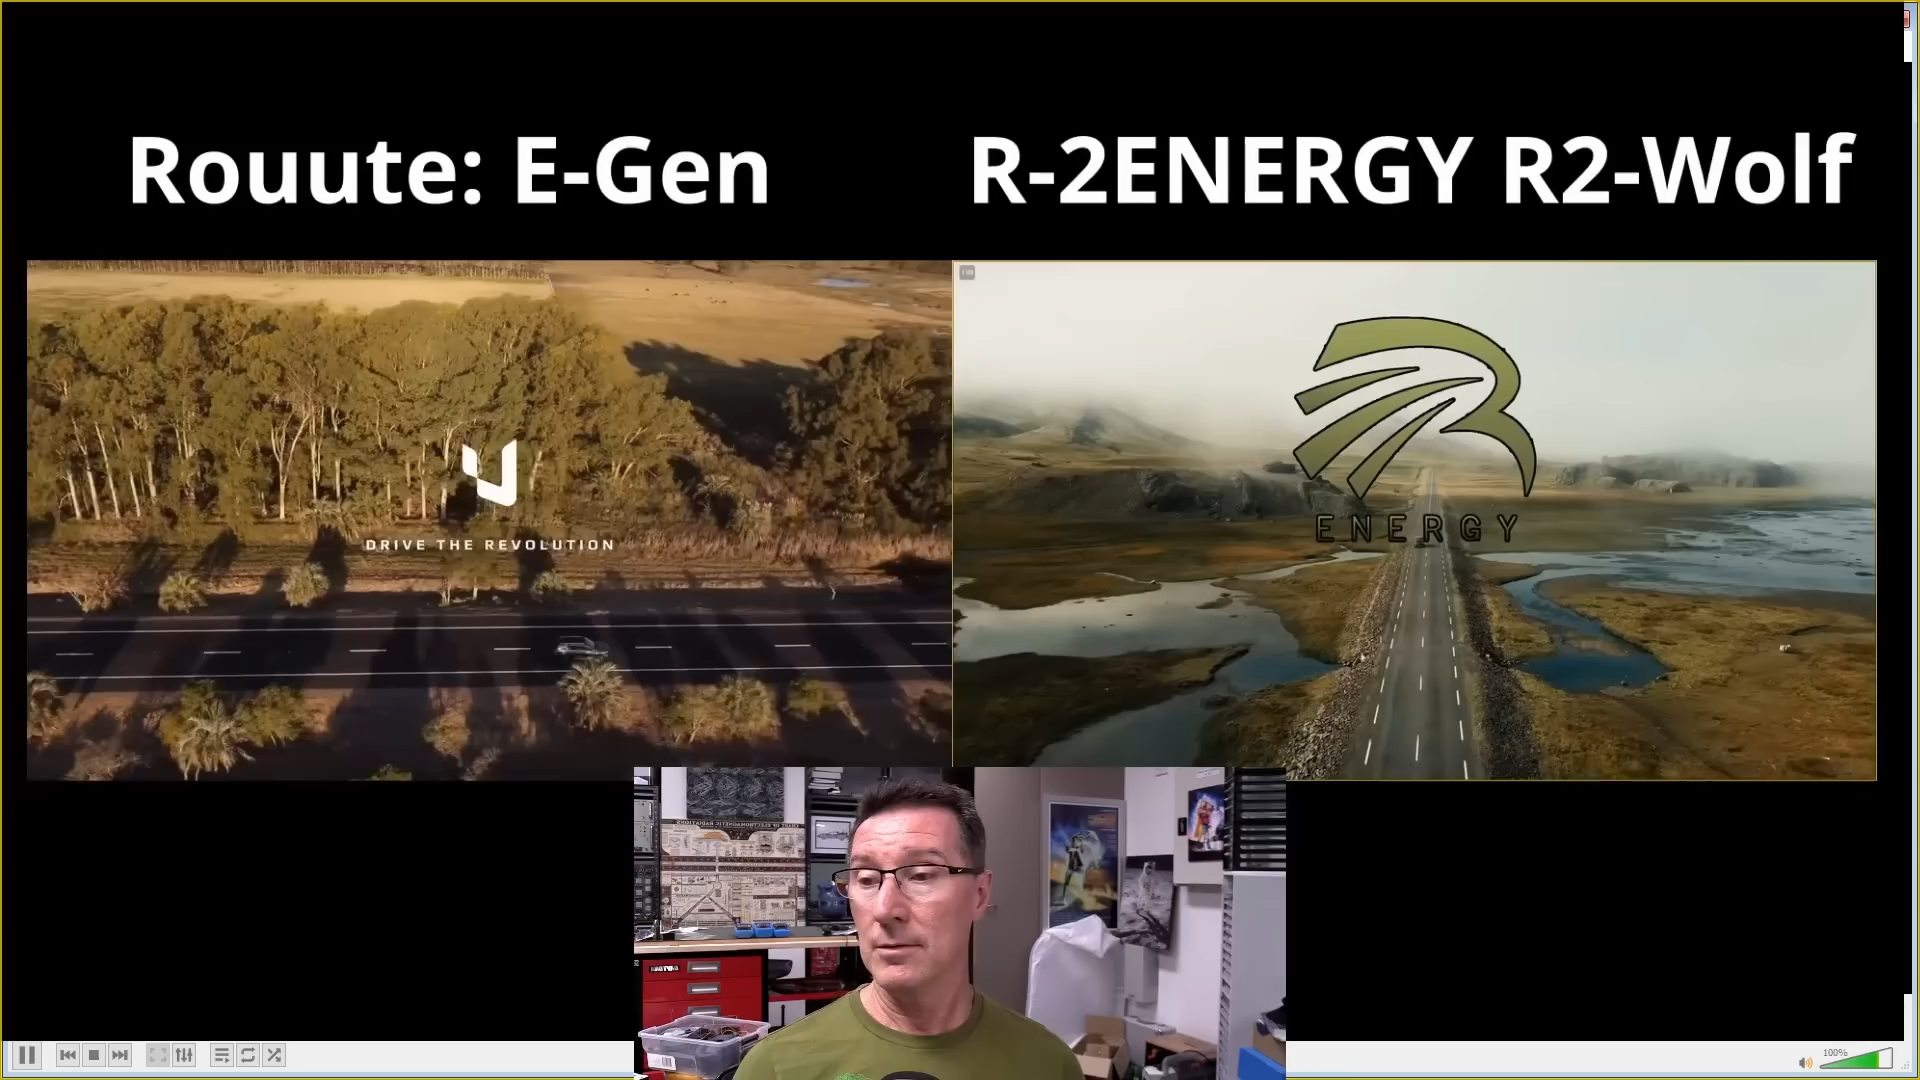 Rouute: E-Gen
R-2ENERGY R2-Wolf
DRIVE THE REVOLUTION
ENERGY
100%